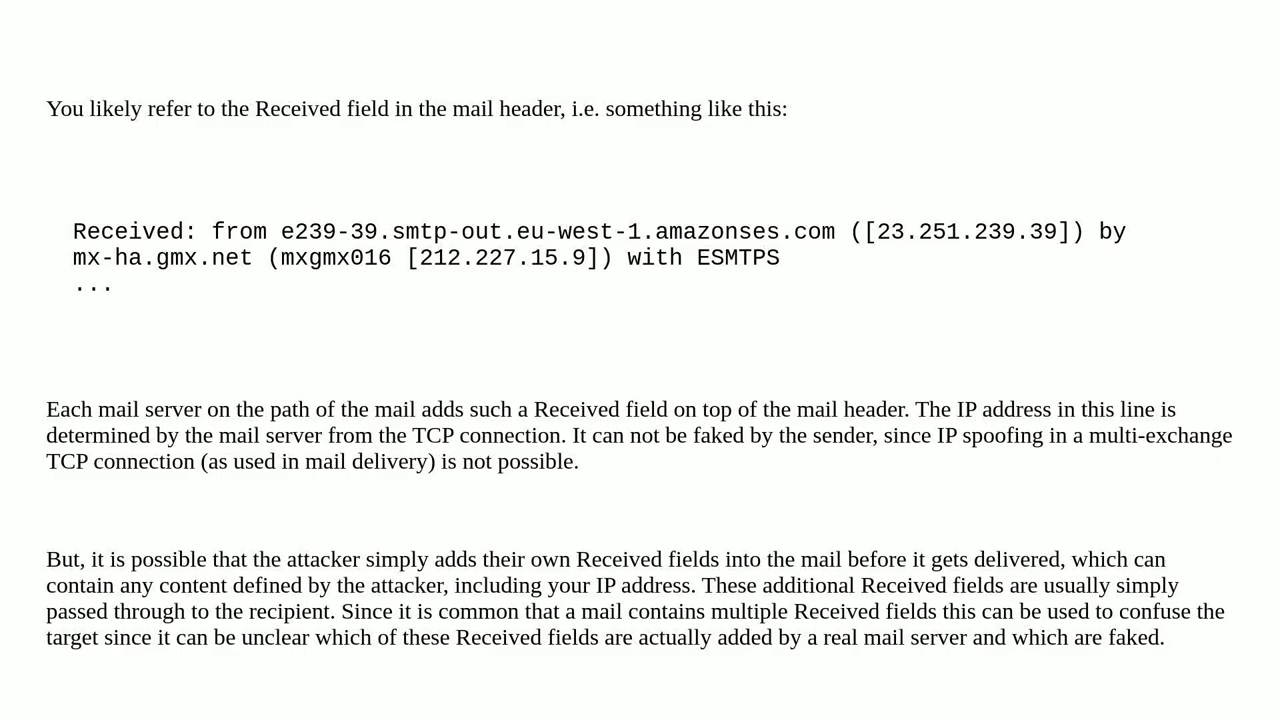 You likely refer to the Received field in the mail header, i.e. something like this:
Received: from e239-39.smtp-out.eu-west-1.amazonses.com ([23.251.239.39]) by
mx-ha.gmx.net (mxgmx016 [212.227.15.9]) with ESMTPS
...
Each mail server on the path of the mail adds such a Received field on top of the mail header. The IP address in this line is
determined by the mail server from the TCP connection. It can not be faked by the sender, since IP spoofing in a multi-exchange
TCP connection (as used in mail delivery) is not possible.
But, it is possible that the attacker simply adds their own Received fields into the mail before it gets delivered, which can
contain any content defined by the attacker, including your IP address. These additional Received fields are usually simply
passed through to the recipient. Since it is common that a mail contains multiple Received fields this can be used to confuse the
target since it can be unclear which of these Received fields are actually added by a real mail server and which are faked.